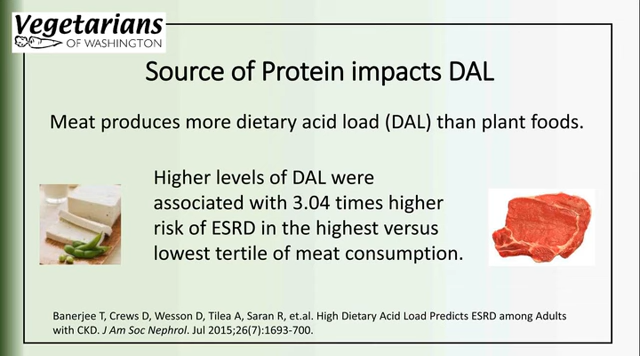 Vegetarians
OF WASHINGTON
Source of Protein impacts DAL
Meat produces more dietary acid load (DAL) than plant foods.
Higher levels of DAL were
associated with 3.04 times higher
risk of ESRD in the highest versus
lowest tertile of meat consumption.
Banerjee T, Crews D, Wesson D, Tilea A, Saran R, et.al. High Dietary Acid Load Predicts ESRD among Adults
with CKD. J Am Soc Nephrol. Jul 2015;26(7):1693-700.